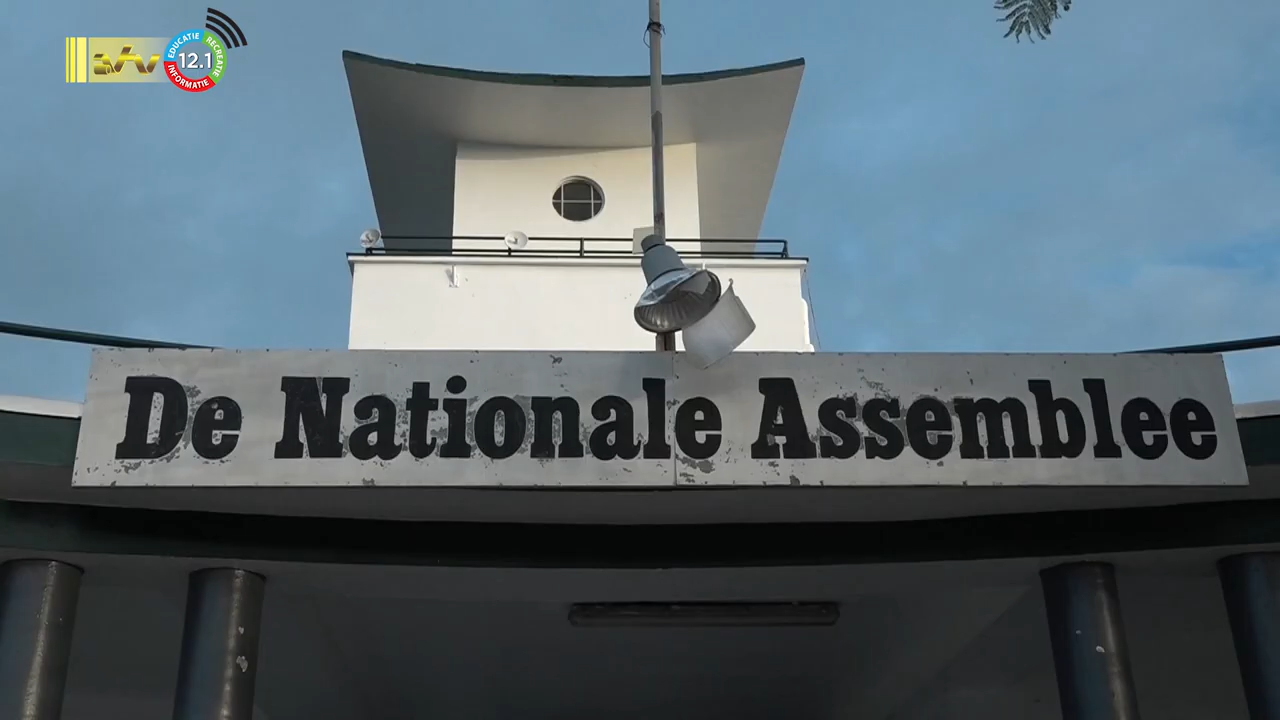 EDUCATIE
RECREATIE
INFORMATIE
12.1
De Nationale Assemblee